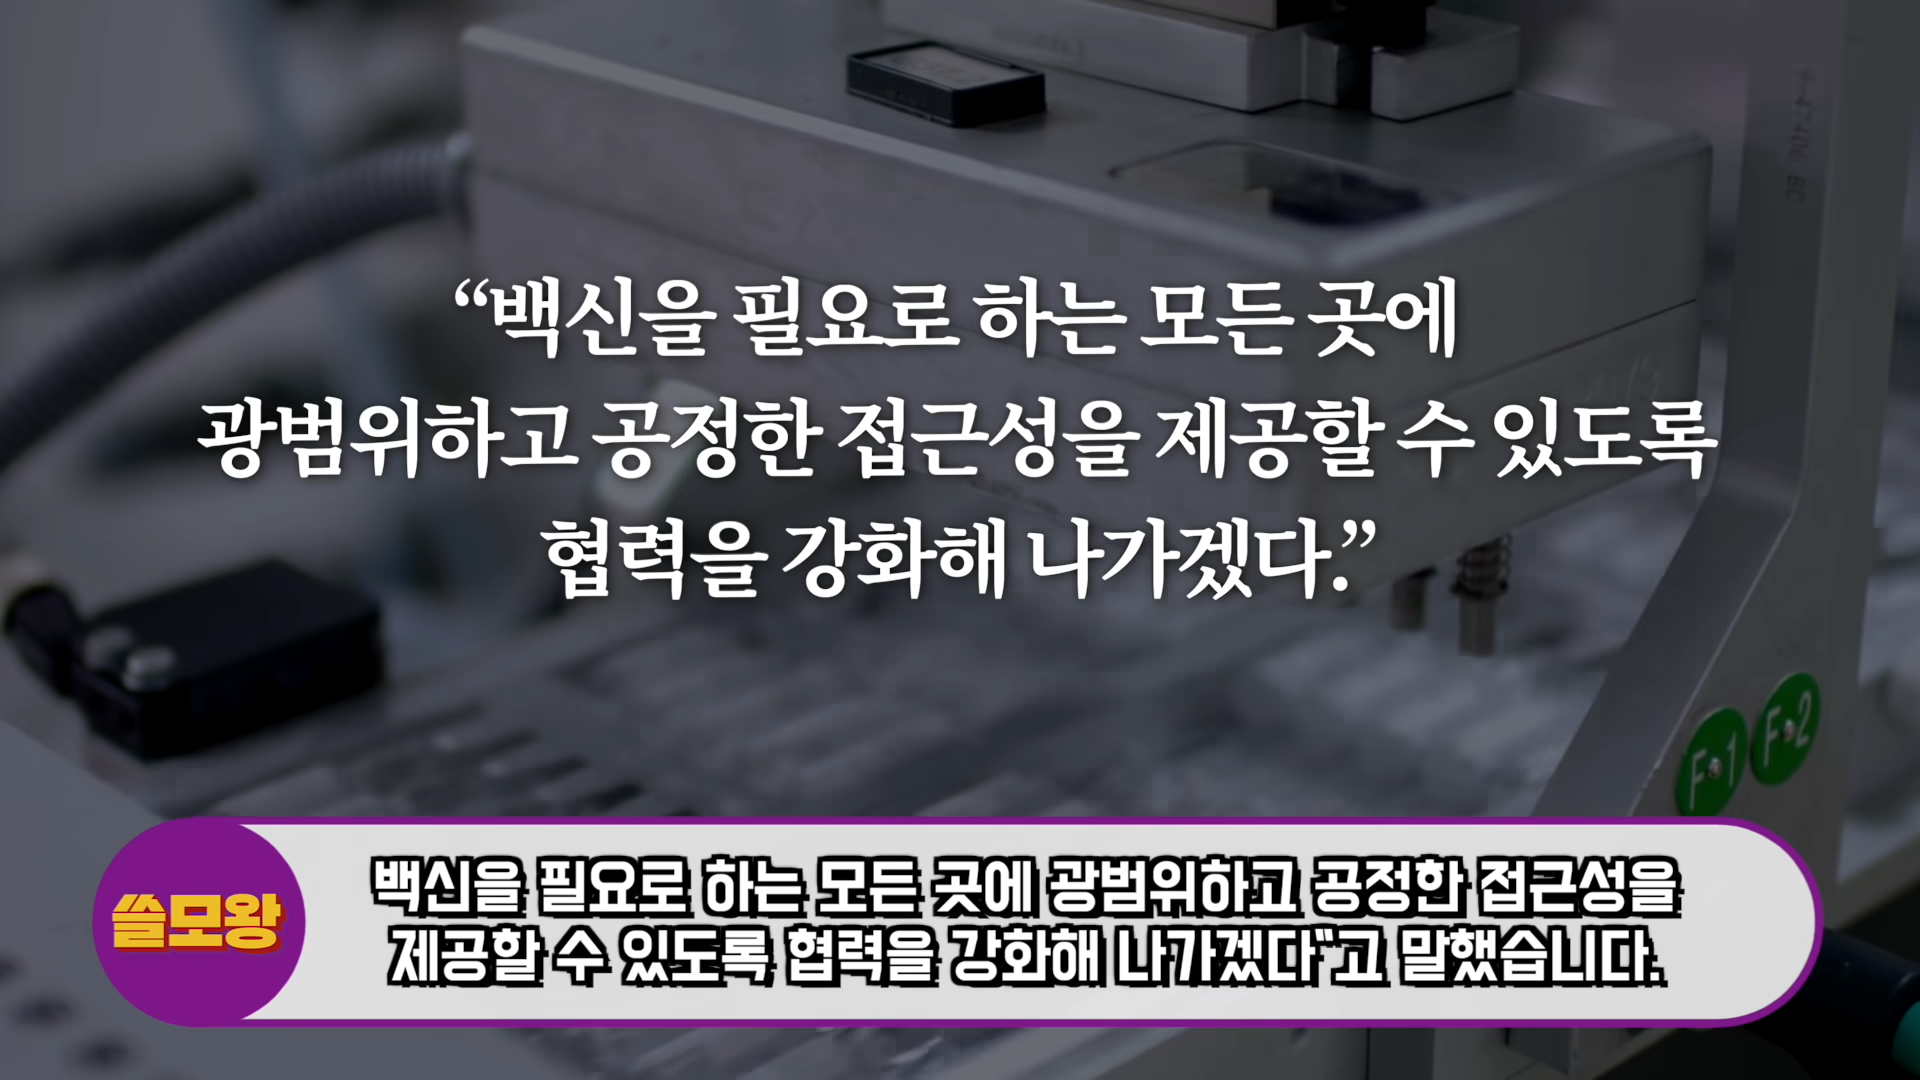 “백신을 필요로 하는 모든 곳에
광범위하고 공정한 접근성을 제공할 수 있도록
협력을 강화해 나가겠다.”
F·1
F·2
쓸모왕
백신을 필요로 하는 모든 곳에 광범위하고 공정한 접근성을
제공할 수 있도록 협력을 강화해 나가겠다"고 말했습니다.